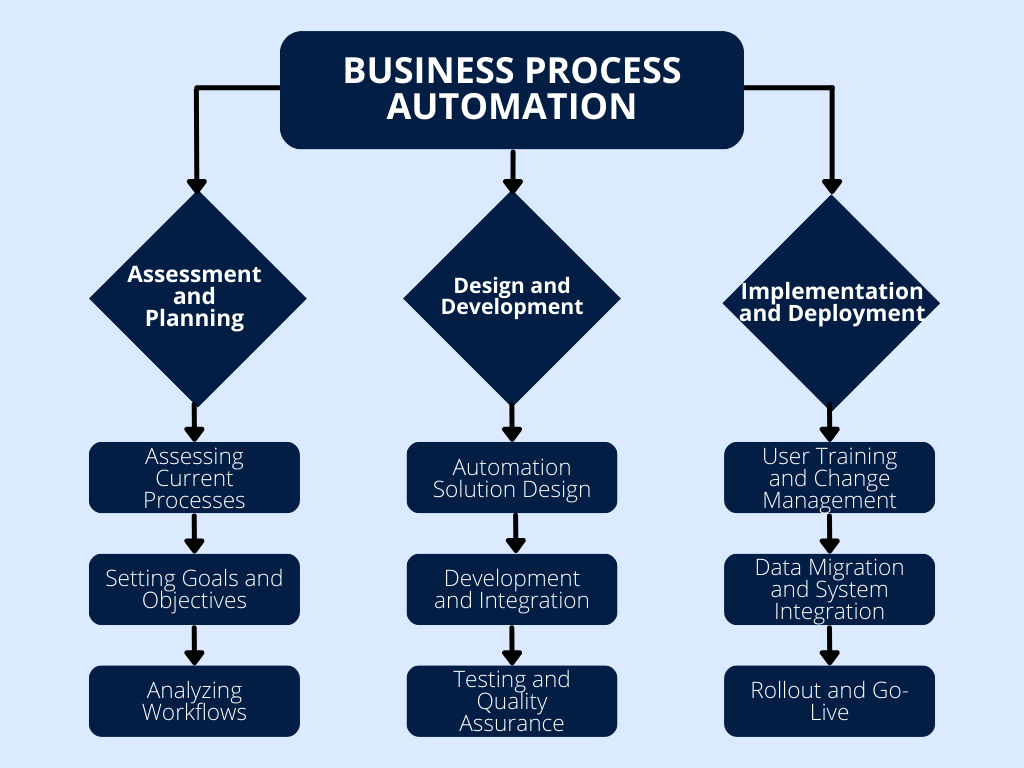 BUSINESS PROCESS
AUTOMATION
Assessment
and
Planning
Design and
Development
Implementation
and Deployment
Assessing
Current
Processes
Automation
Solution Design
User Training
and Change
Management
Setting Goals and
Objectives
Development
and Integration
Data Migration
and System
Integration
Analyzing
Workflows
Testing and
Quality
Assurance
Rollout and Go-
Live